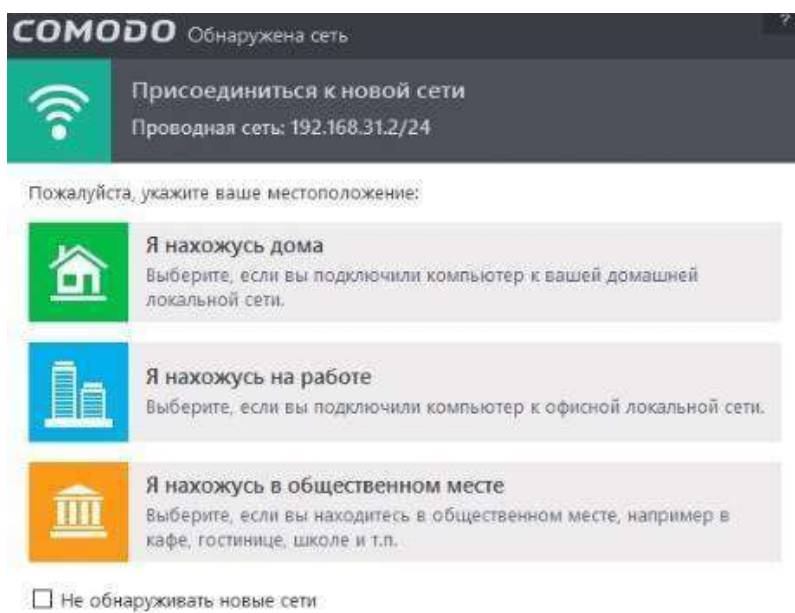 COMODO Обнаружена сеть ?
Присоединиться к новой сети
Проводная сеть: 192.168.31.2/24
Пожалуйста, укажите ваше местоположение:
Я нахожусь дома
Выберите, если вы подключили компьютер к вашей домашней
локальной сети.
Я нахожусь на работе
Выберите, если вы подключили компьютер к офисной локальной сети.
Я нахожусь в общественном месте
Выберите, если вы находитесь в общественном месте, например в
кафе, гостинице, школе и т.п.
Не обнаруживать новые сети